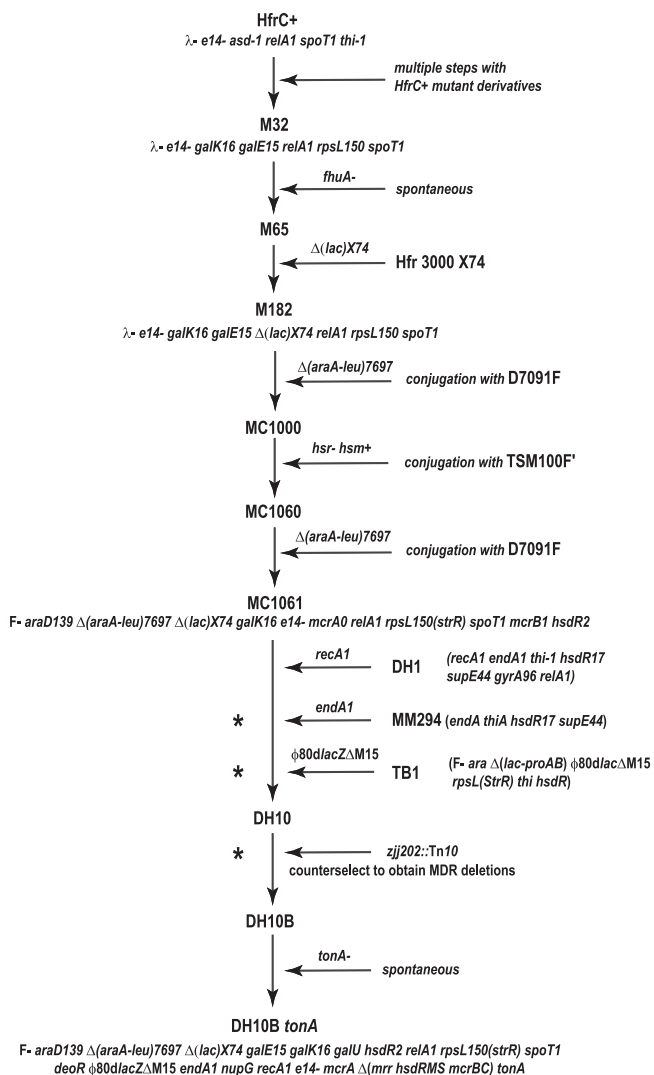 HfrC+
λ- e14- asd-1 relA1 spoT1 thi-1
multiple steps with
HfrC+ mutant derivatives
M32
λ- e14- galK16 galE15 relA1 rpsL150 spoT1
fhuA-
spontaneous
M65
Δ(lac)X74
Hfr 3000 X74
M182
λ- e14- galK16 galE15 Δ(lac)X74 relA1 rpsL150 spoT1
Δ(araA-leu)7697
conjugation with D7091F
MC1000
hsr- hsm+
conjugation with TSM100F'
MC1060
Δ(araA-leu)7697
conjugation with D7091F
MC1061
F- araD139 Δ(araA-leu)7697 Δ(lac)X74 galK16 e14- mcrA0 relA1 rpsL150(strR) spoT1 mcrB1 hsdR2
recA1
DH1 (recA1 endA1 thi-1 hsdR17
supE44 gyrA96 relA1)
endA1
* MM294 (endA thiA hsdR17 supE44)
ϕ80dlacZΔM15
* TB1 (F- ara Δ(lac-proAB) ϕ80dlacΔM15
rpsL(StrR) thi hsdR)
DH10
* zjj202::Tn10
counterselect to obtain MDR deletions
DH10B
tonA-
spontaneous
DH10B tonA
F- araD139 Δ(araA-leu)7697 Δ(lac)X74 galE15 galK16 galU hsdR2 relA1 rpsL150(strR) spoT1
deoR ϕ80dlacZΔM15 endA1 nupG recA1 e14- mcrA Δ(mrr hsdRMS mcrBC) tonA